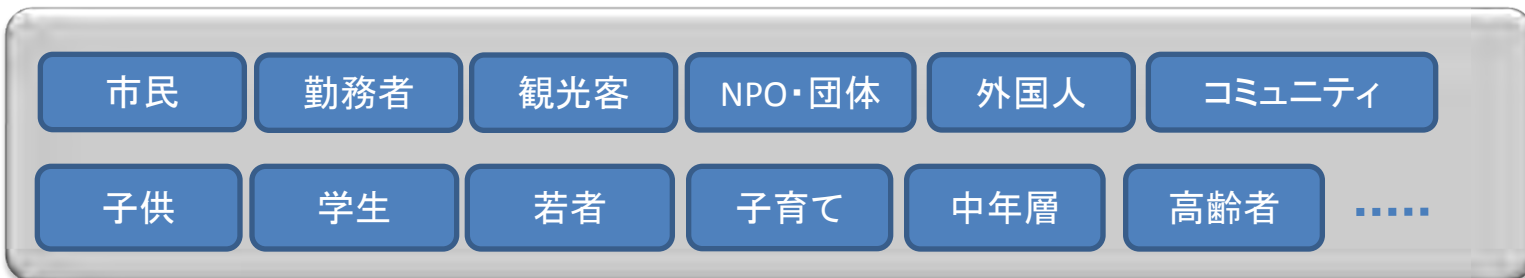 市民 勤務者 観光客 NPO・団体 外国人 コミュニティ
子供 学生 若者 子育て 中年層 高齢者 ……